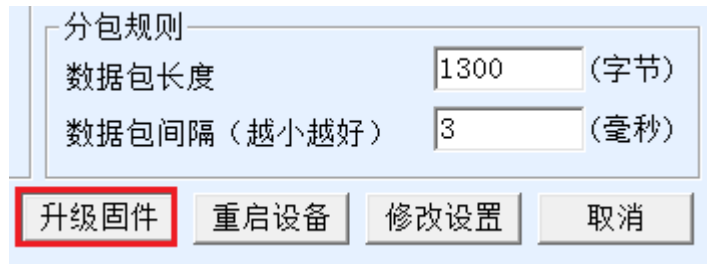 分包规则
数据包长度 1300 (字节)
数据包间隔（越小越好） 3 (毫秒)
升级固件 重启设备 修改设置 取消